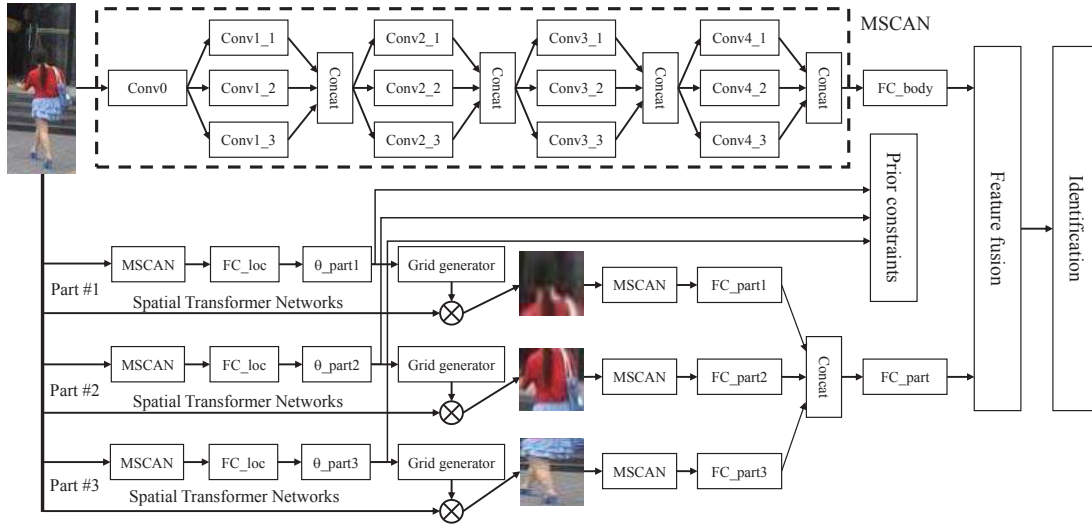 MSCAN
Conv0
Conv1_1
Conv1_2
Conv1_3
Concat
Conv2_1
Conv2_2
Conv2_3
Concat
Conv3_1
Conv3_2
Conv3_3
Concat
Conv4_1
Conv4_2
Conv4_3
Concat
FC_body
Prior constraints
Feature fusion
Identification
Part #1
MSCAN
FC_loc
θ_part1
Grid generator
Spatial Transformer Networks
MSCAN
FC_part1
Part #2
MSCAN
FC_loc
θ_part2
Grid generator
Spatial Transformer Networks
MSCAN
FC_part2
Part #3
MSCAN
FC_loc
θ_part3
Grid generator
Spatial Transformer Networks
MSCAN
FC_part3
Concat
FC_part